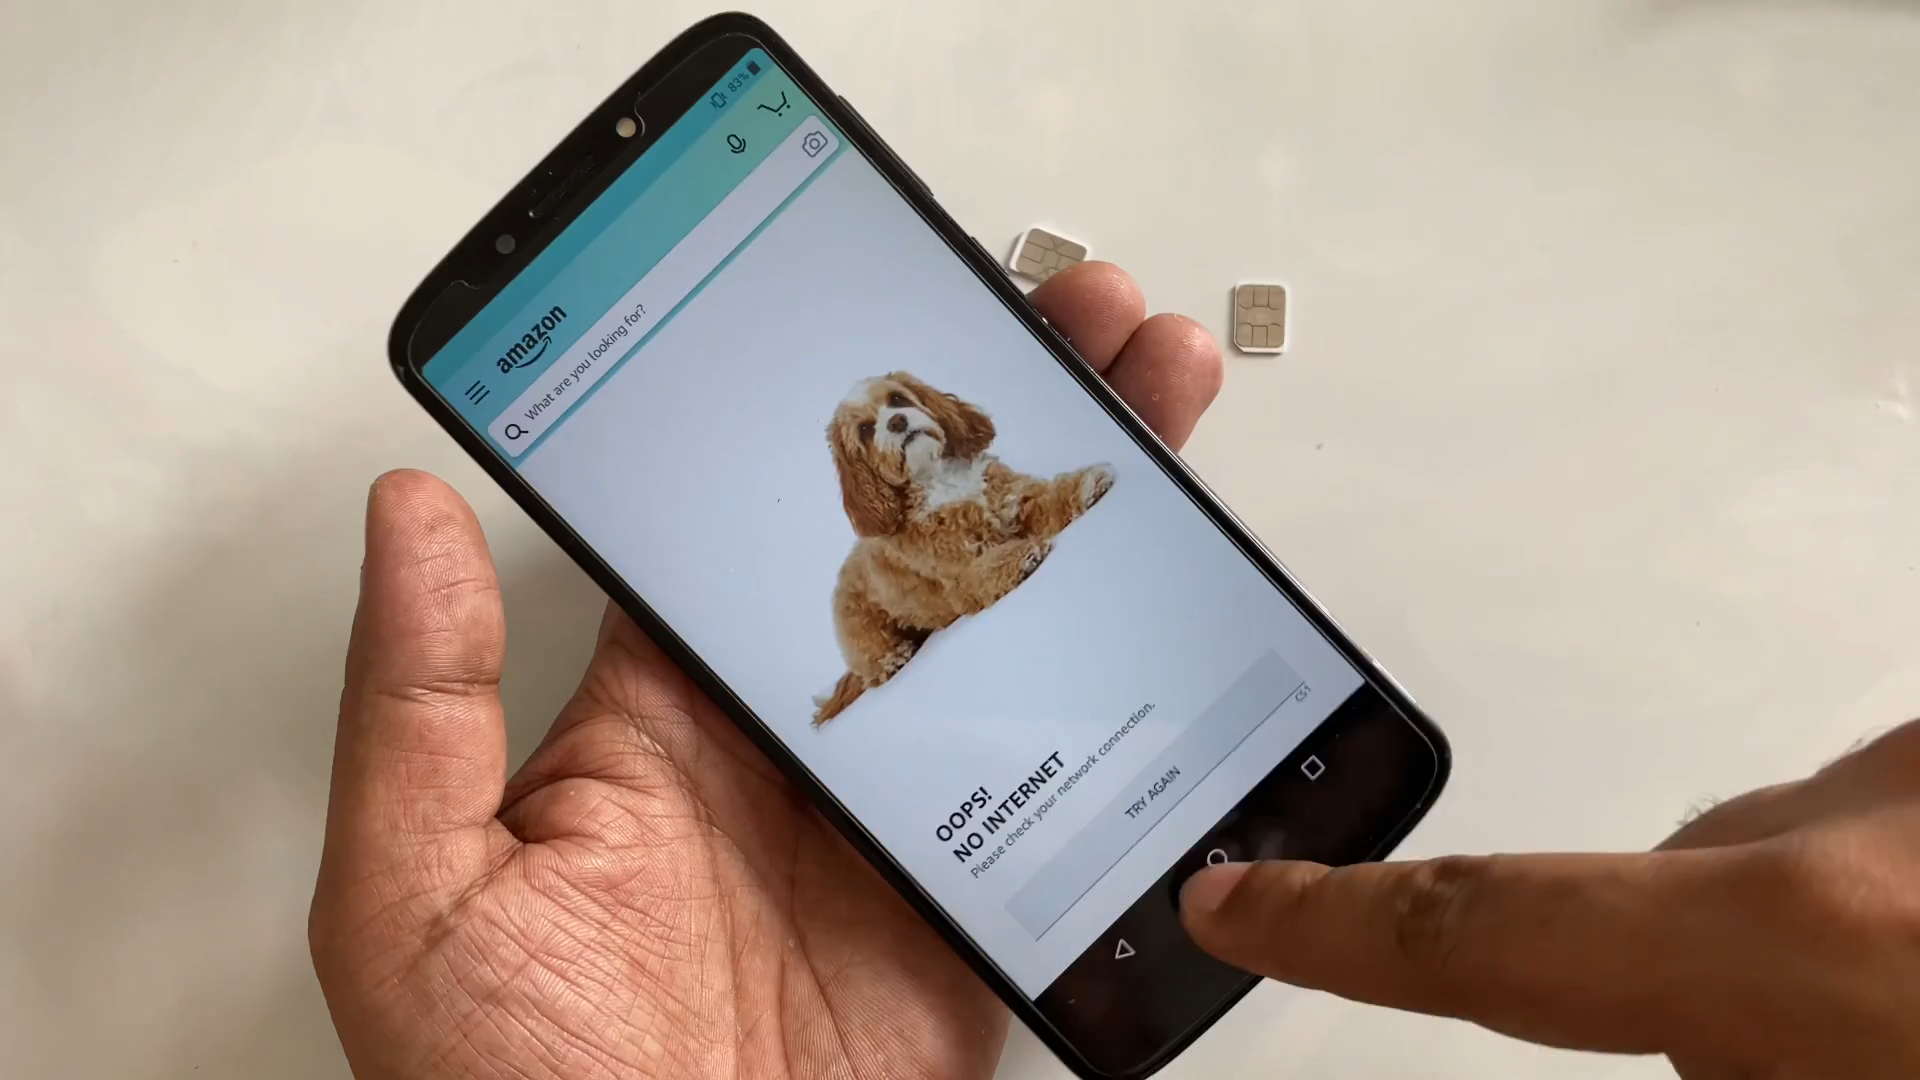 83%
amazon
What are you looking for?
OOPS!
NO INTERNET
Please check your network connection.
TRY AGAIN
CS1